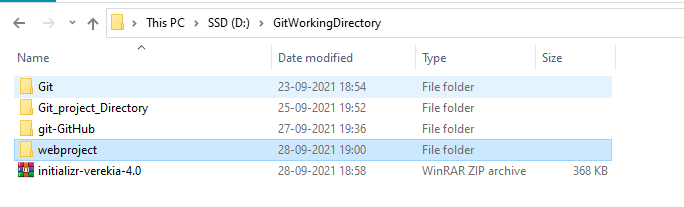 This PC > SSD (D:) > GitWorkingDirectory
Name Date modified Type Size
Git 23-09-2021 18:54 File folder
Git_project_Directory 25-09-2021 19:52 File folder
git-GitHub 27-09-2021 19:36 File folder
webproject 28-09-2021 19:00 File folder
initializr-verekia-4.0 28-09-2021 18:58 WinRAR ZIP archive 368 KB